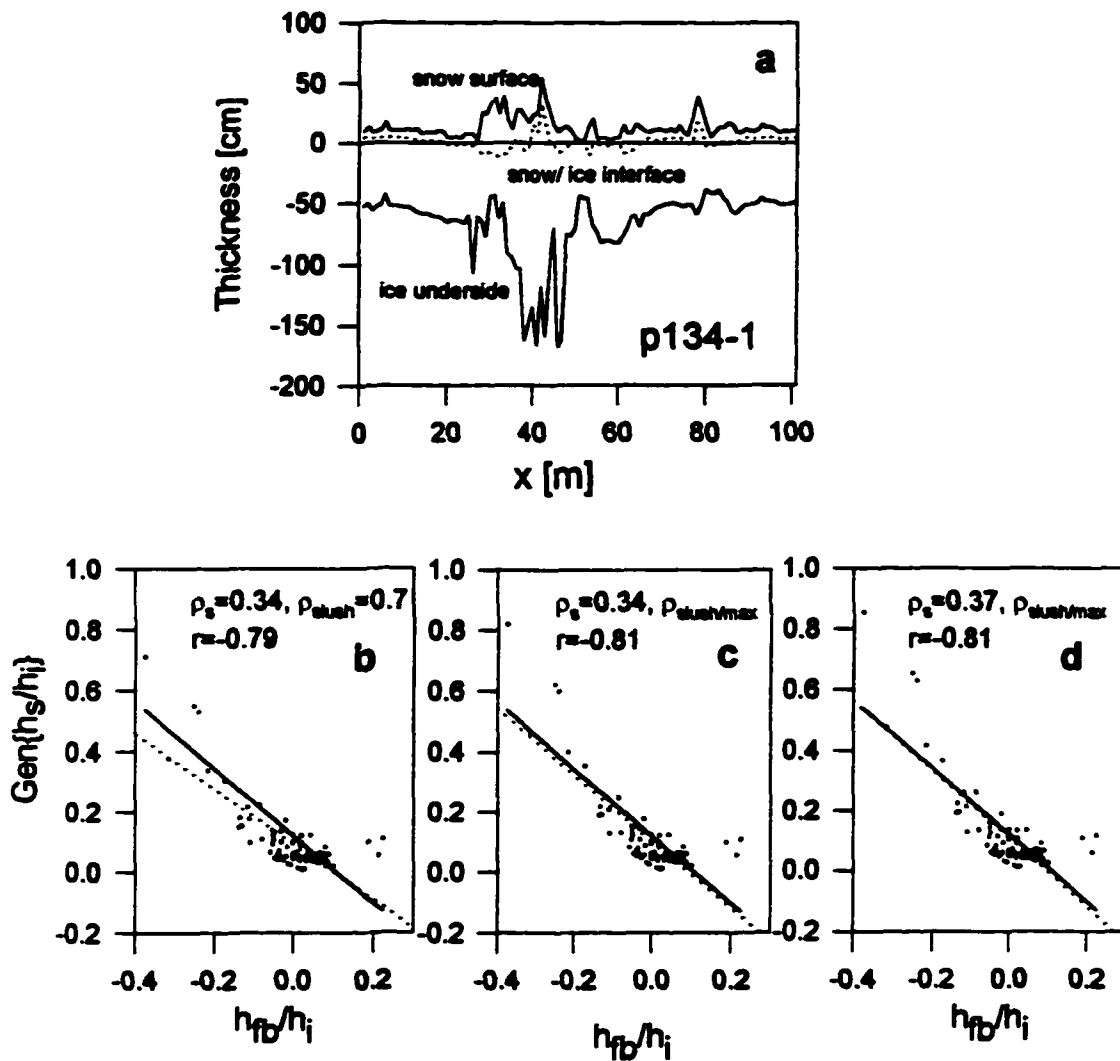 100
50
0
-50
-100
-150
-200
Thickness [cm]
a
snow surface
snow/ ice interface
ice underside
p134-1
0 20 40 60 80 100
x [m]
1.0
0.8
0.6
0.4
0.2
0.0
-0.2
Gen{hs/hi}
ρs=0.34, ρslush=0.7
r=-0.79
b
-0.4 -0.2 0.0 0.2
hfb/hi
1.0
0.8
0.6
0.4
0.2
0.0
-0.2
ρs=0.34, ρslush/max
r=-0.81
c
-0.4 -0.2 0.0 0.2
hfb/hi
1.0
0.8
0.6
0.4
0.2
0.0
-0.2
ρs=0.37, ρslush/max
r=-0.81
d
-0.4 -0.2 0.0 0.2
hfb/hi